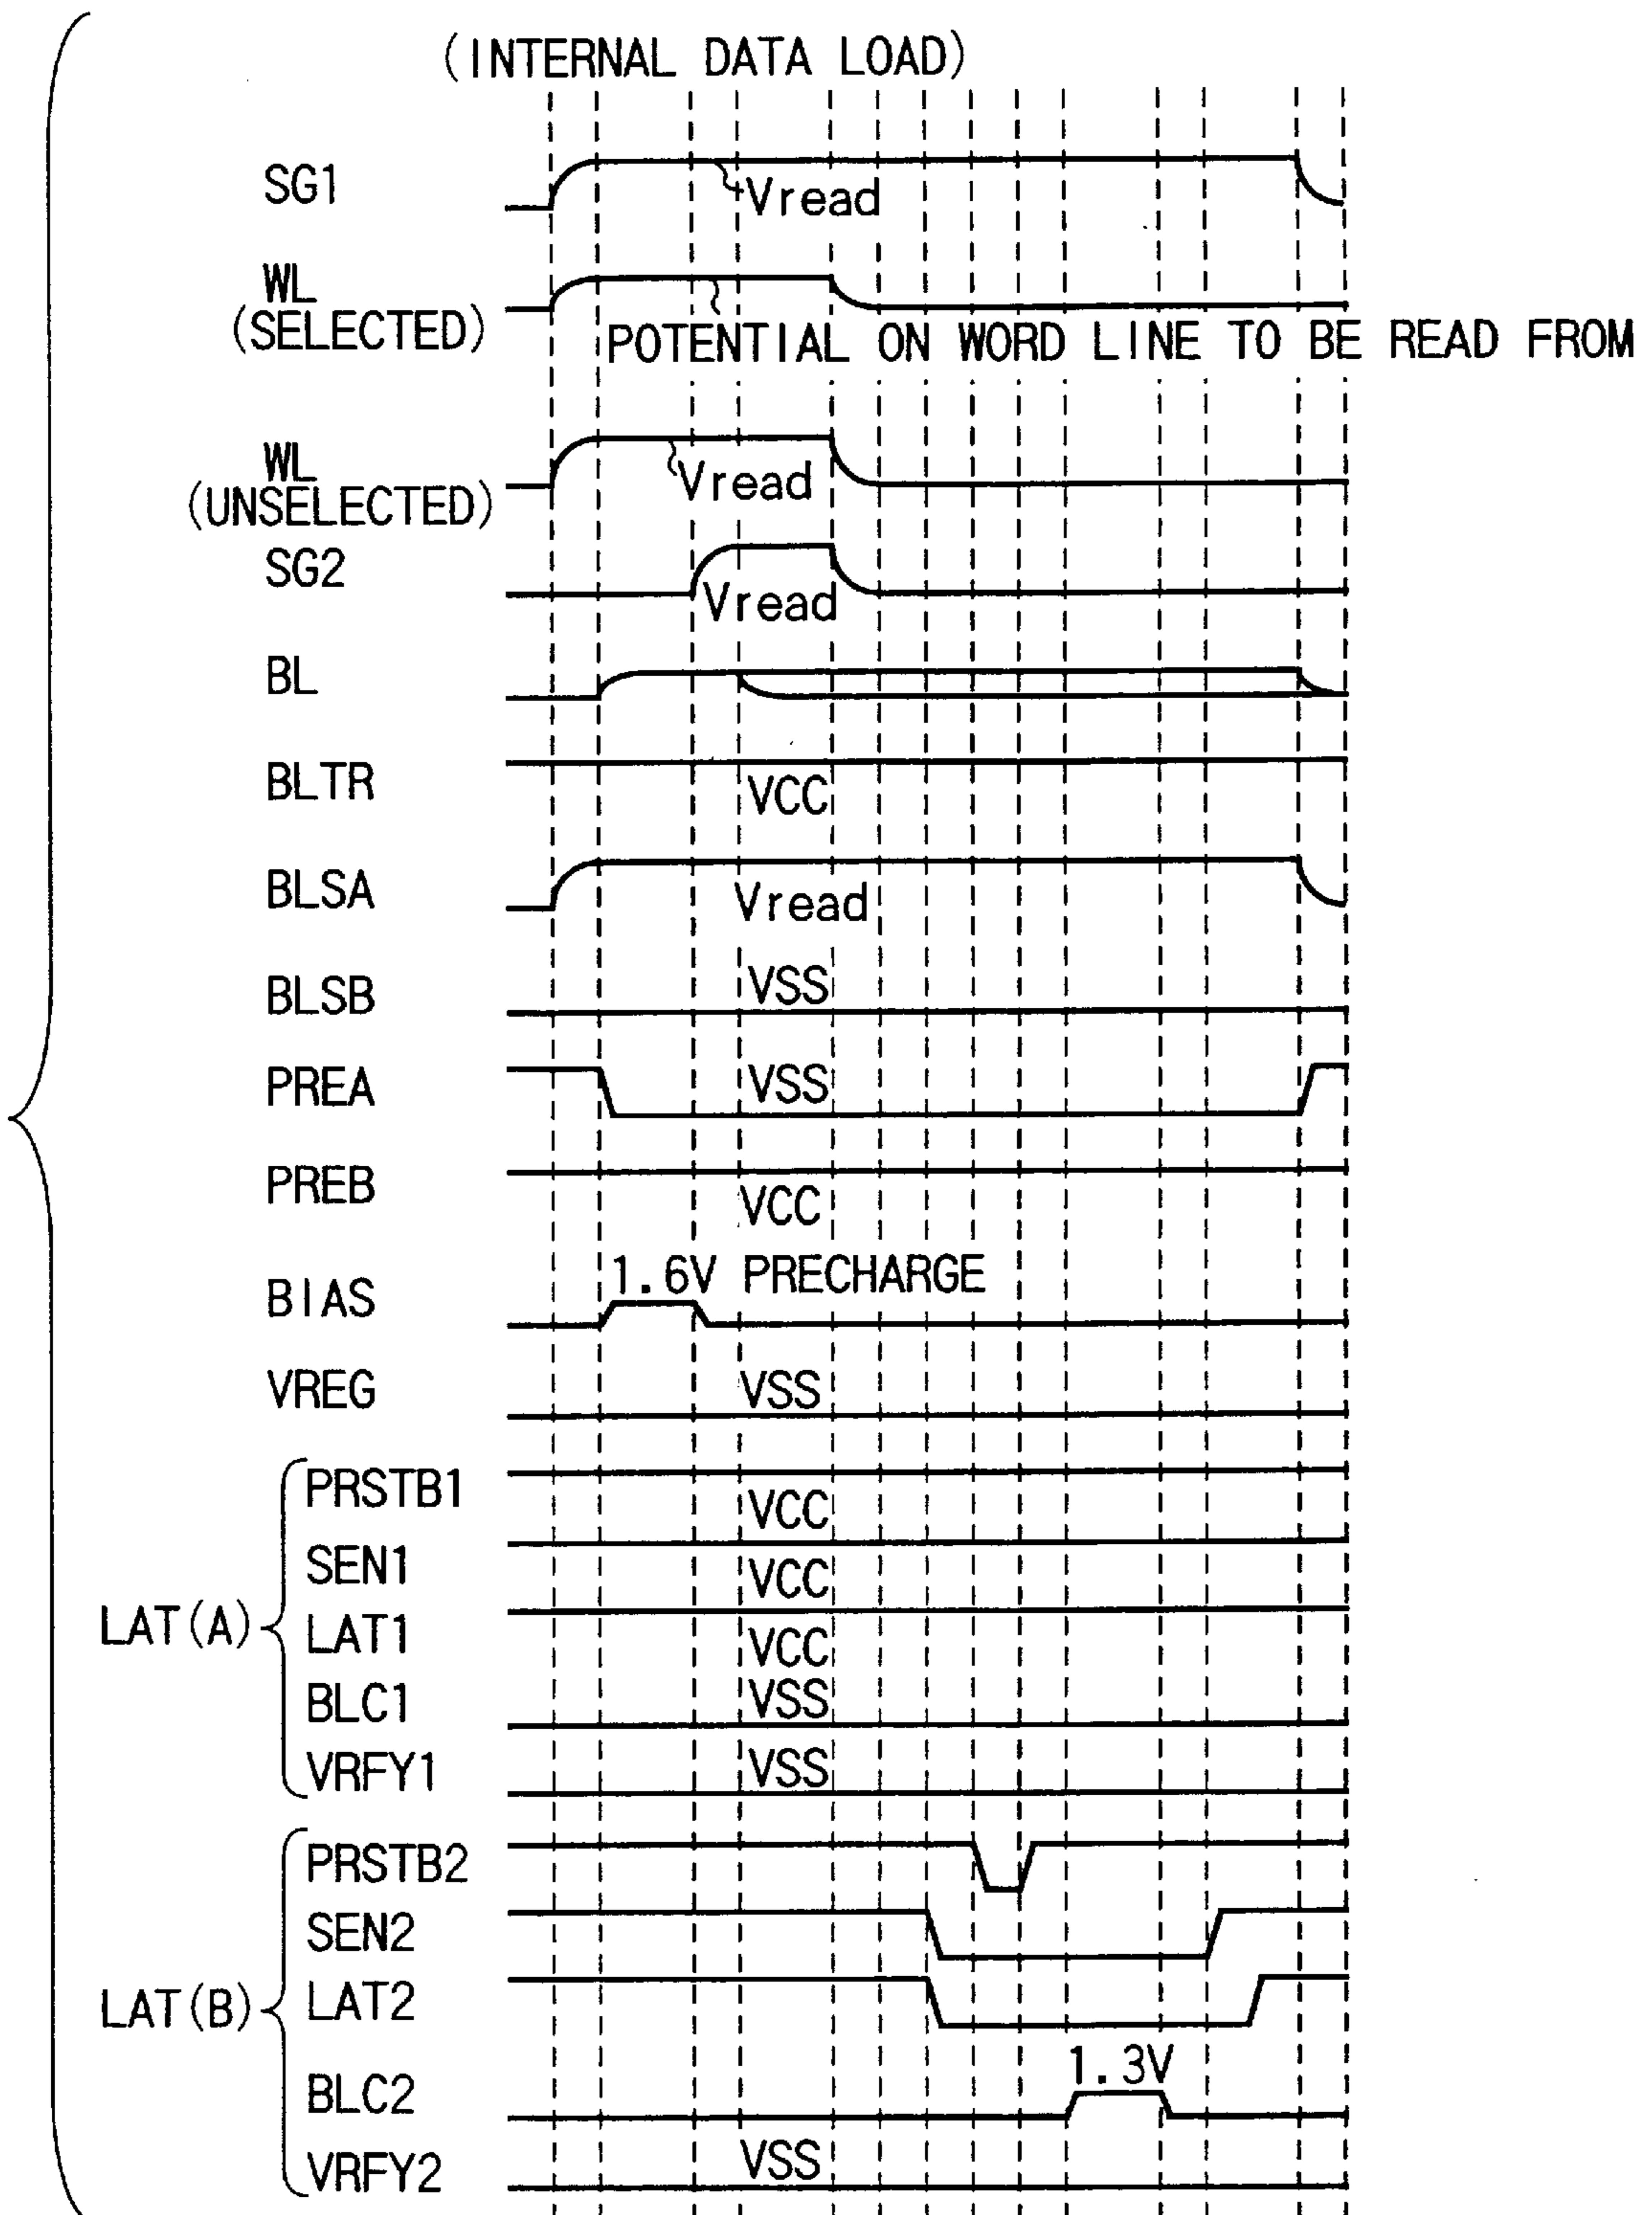 (INTERNAL DATA LOAD)
SG1
Vread
WL
(SELECTED)
POTENTIAL ON WORD LINE TO BE READ FROM
WL
(UNSELECTED)
Vread
SG2
Vread
BL
BLTR
VCC
BLSA
Vread
BLSB
VSS
PREA
VSS
PREB
VCC
BIAS
1.6V PRECHARGE
VREG
VSS
LAT(A)
PRSTB1
VCC
SEN1
VCC
LAT1
VCC
BLC1
VSS
VRFY1
VSS
LAT(B)
PRSTB2
SEN2
LAT2
BLC2
1.3V
VRFY2
VSS